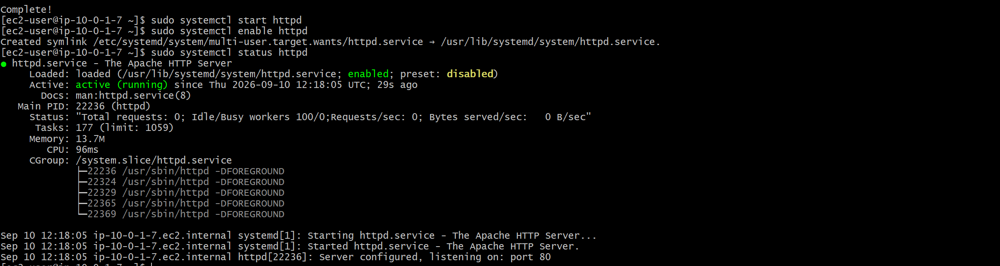 Complete!
[ec2-user@ip-10-0-1-7 ~]$ sudo systemctl start httpd
[ec2-user@ip-10-0-1-7 ~]$ sudo systemctl enable httpd
Created symlink /etc/systemd/system/multi-user.target.wants/httpd.service → /usr/lib/systemd/system/httpd.service.
[ec2-user@ip-10-0-1-7 ~]$ sudo systemctl status httpd
● httpd.service - The Apache HTTP Server
     Loaded: loaded (/usr/lib/systemd/system/httpd.service; enabled; preset: disabled)
     Active: active (running) since Thu 2026-09-10 12:18:05 UTC; 29s ago
       Docs: man:httpd.service(8)
   Main PID: 22236 (httpd)
     Status: "Total requests: 0; Idle/Busy workers 100/0;Requests/sec: 0; Bytes served/sec:   0 B/sec"
      Tasks: 177 (limit: 1059)
     Memory: 13.7M
        CPU: 96ms
     CGroup: /system.slice/httpd.service
             ├─22236 /usr/sbin/httpd -DFOREGROUND
             ├─22324 /usr/sbin/httpd -DFOREGROUND
             ├─22329 /usr/sbin/httpd -DFOREGROUND
             ├─22365 /usr/sbin/httpd -DFOREGROUND
             └─22369 /usr/sbin/httpd -DFOREGROUND
Sep 10 12:18:05 ip-10-0-1-7.ec2.internal systemd[1]: Starting httpd.service - The Apache HTTP Server...
Sep 10 12:18:05 ip-10-0-1-7.ec2.internal systemd[1]: Started httpd.service - The Apache HTTP Server.
Sep 10 12:18:05 ip-10-0-1-7.ec2.internal httpd[22236]: Server configured, listening on: port 80
[ec2-user@ip-10-0-1-7 ~]$